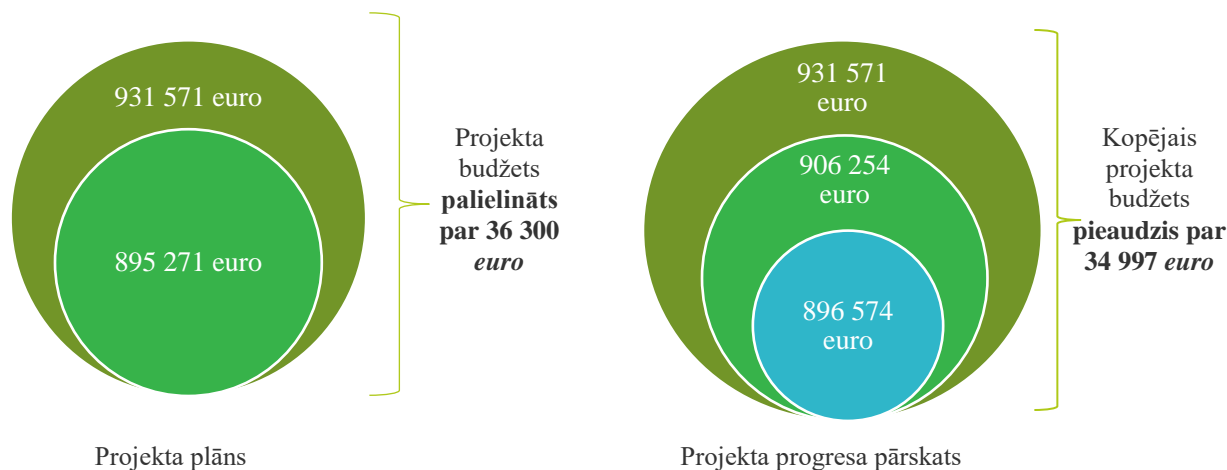 931 571 euro
895 271 euro
Projekta
budžets
palielināts
par 36 300
euro
Projekta plāns
931 571
euro
906 254
euro
896 574
euro
Kopējais
projekta
budžets
pieaudzis par
34 997 euro
Projekta progresa pārskats